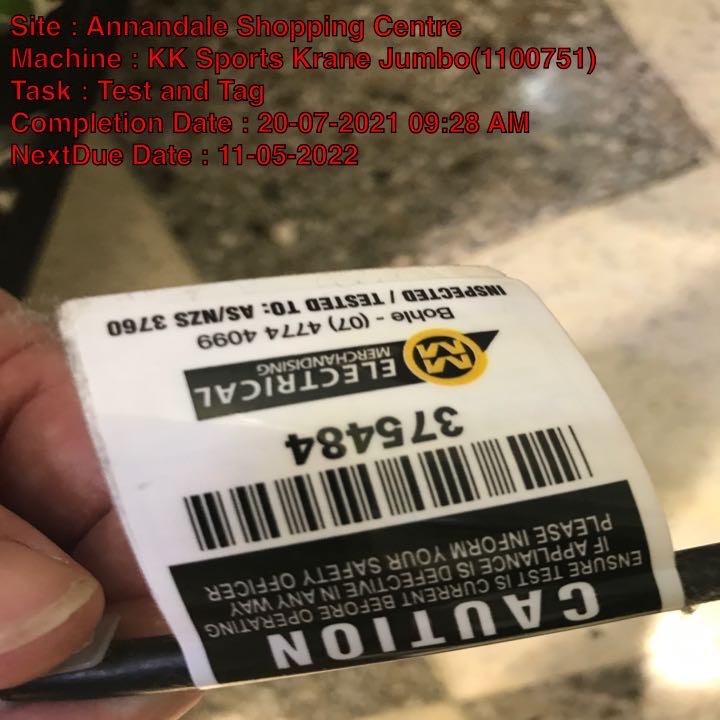 Site : Annandale Shopping Centre
Machine : KK Sports Krane Jumbo(1100751)
Task : Test and Tag
Completion Date : 20-07-2021 09:28 AM
NextDue Date : 11-05-2022
CAUTION
ENSURE TEST IS CURRENT BEFORE OPERATING
IF APPLIANCE IS DEFECTIVE IN ANY WAY
PLEASE INFORM YOUR SAFETY OFFICER
375484
MM ELECTRICAL
MERCHANDISING
Bohle - (07) 4774 4099
INSPECTED / TESTED TO: AS/NZS 3760